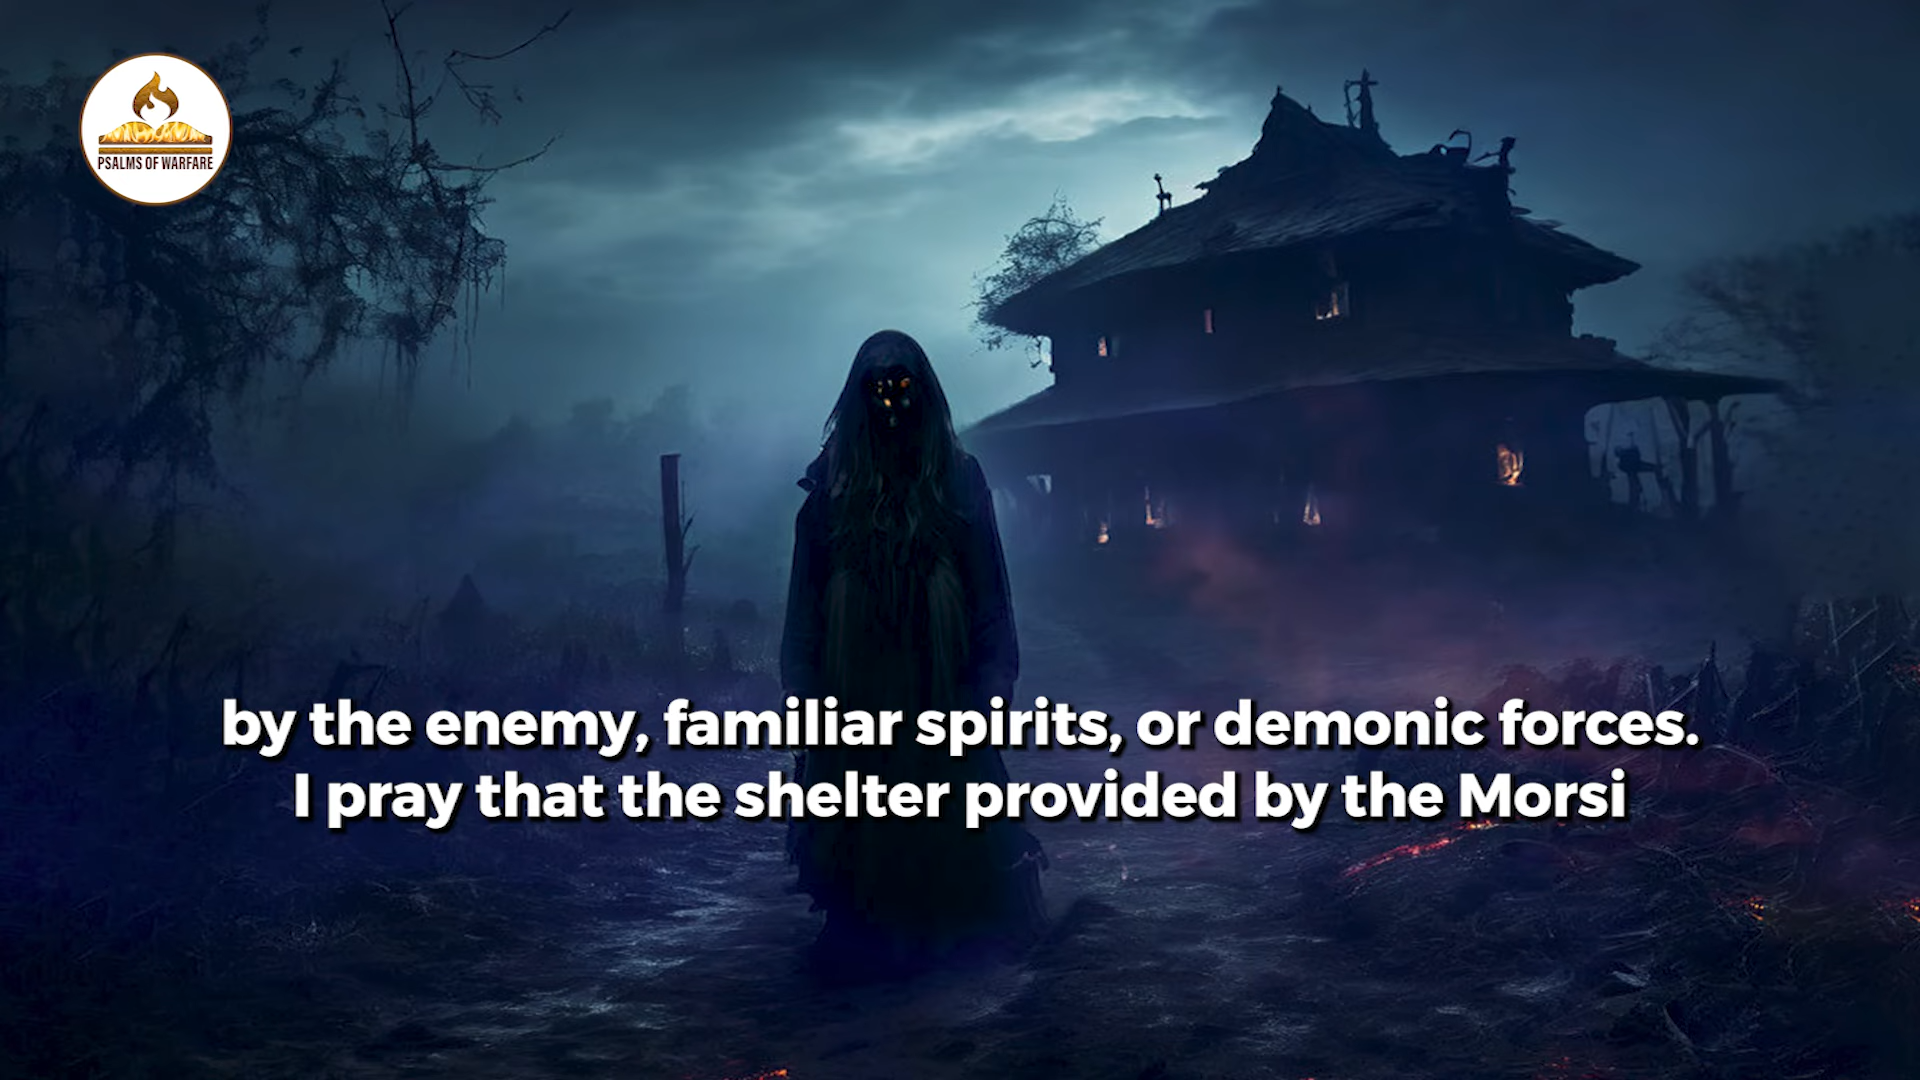 PSALMS OF WARFARE
by the enemy, familiar spirits, or demonic forces.
I pray that the shelter provided by the Morsi